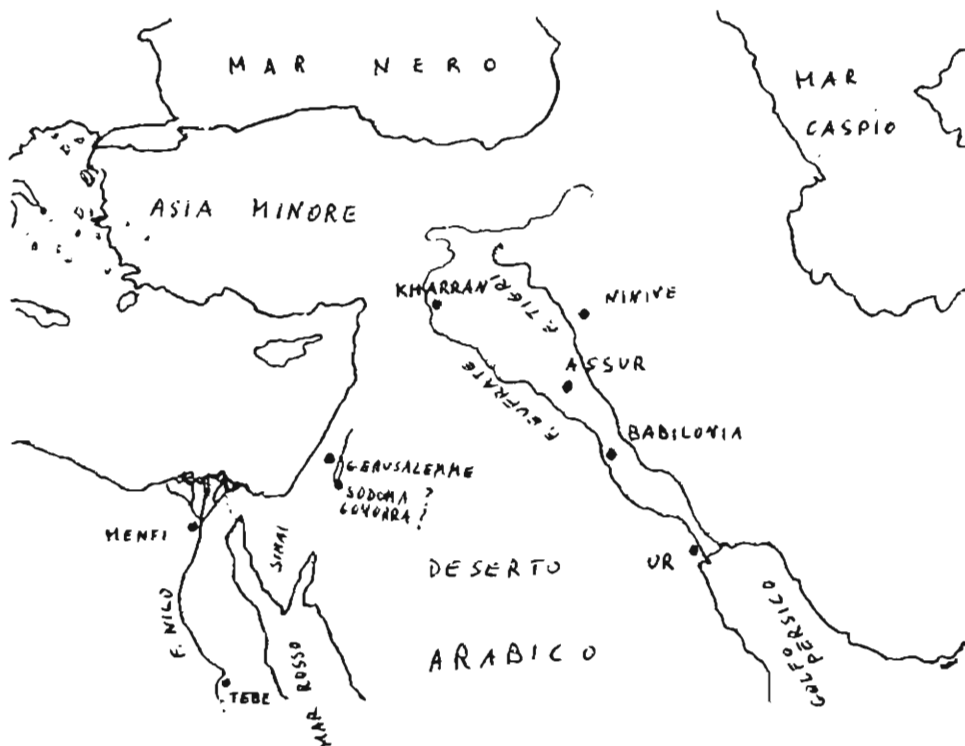 MAR NERO
MAR
CASPIO
ASIA MINORE
KHARRAN
F. TIGRI
NINIVE
ASSUR
F. EUFRATE
BABILONIA
GERUSALEMME
SODOMA ?
GOMORRA ?
MENFI
SINAI
DESERTO
UR
F. NILO
ARABICO
GOLFO
PERSICO
MAR ROSSO
TEBE